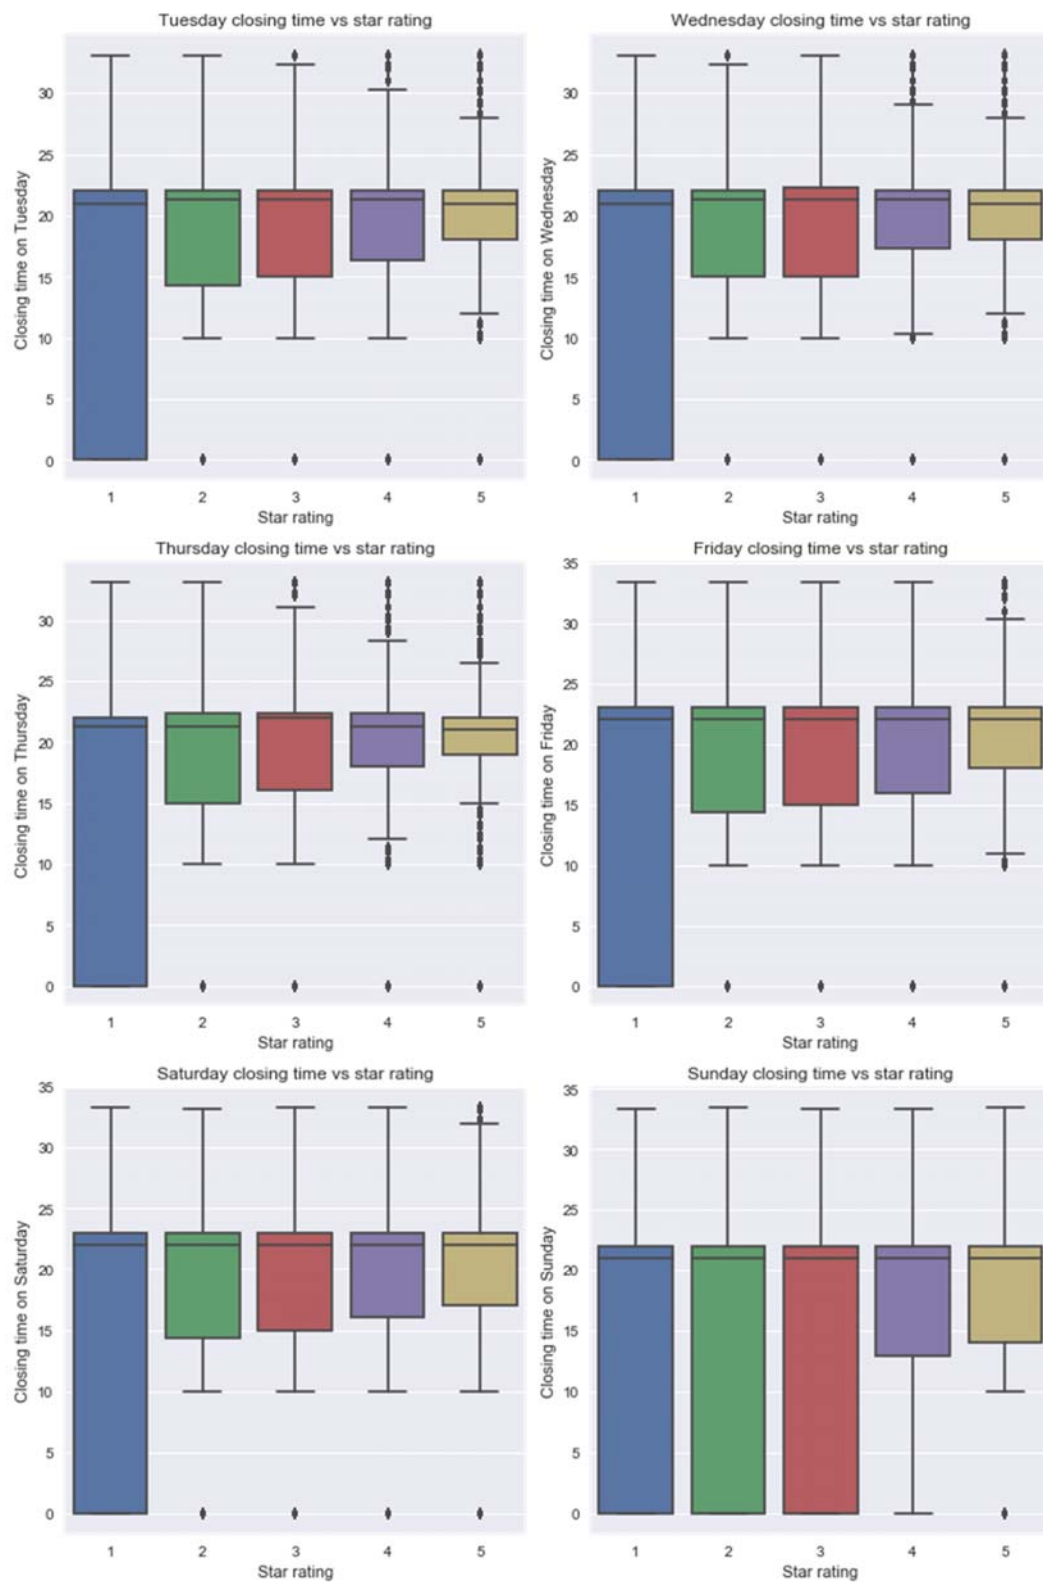 Tuesday closing time vs star rating
Closing time on Tuesday
30
25
20
15
10
5
0
1 2 3 4 5
Star rating
Wednesday closing time vs star rating
Closing time on Wednesday
30
25
20
15
10
5
0
1 2 3 4 5
Star rating
Thursday closing time vs star rating
Closing time on Thursday
30
25
20
15
10
5
0
1 2 3 4 5
Star rating
Friday closing time vs star rating
Closing time on Friday
35
30
25
20
15
10
5
0
1 2 3 4 5
Star rating
Saturday closing time vs star rating
Closing time on Saturday
35
30
25
20
15
10
5
0
1 2 3 4 5
Star rating
Sunday closing time vs star rating
Closing time on Sunday
35
30
25
20
15
10
5
0
1 2 3 4 5
Star rating